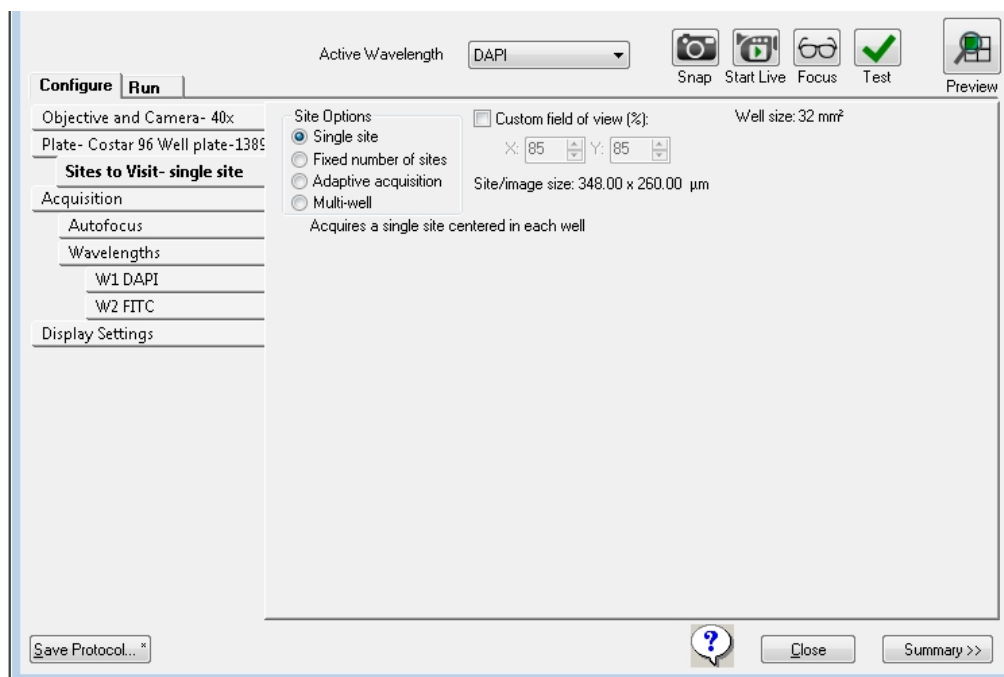 Active Wavelength DAPI
Snap Start Live Focus Test Preview
Configure Run
Objective and Camera- 40x
Plate- Costar 96 Well plate-1389
Sites to Visit- single site
Acquisition
Autofocus
Wavelengths
W1 DAPI
W2 FITC
Display Settings
Site Options
Single site
Fixed number of sites
Adaptive acquisition
Multi-well
Custom field of view (%):
X: 85 Y: 85
Site/image size: 348.00 x 260.00 µm
Well size: 32 mm²
Acquires a single site centered in each well
Save Protocol... *
?
Close
Summary >>